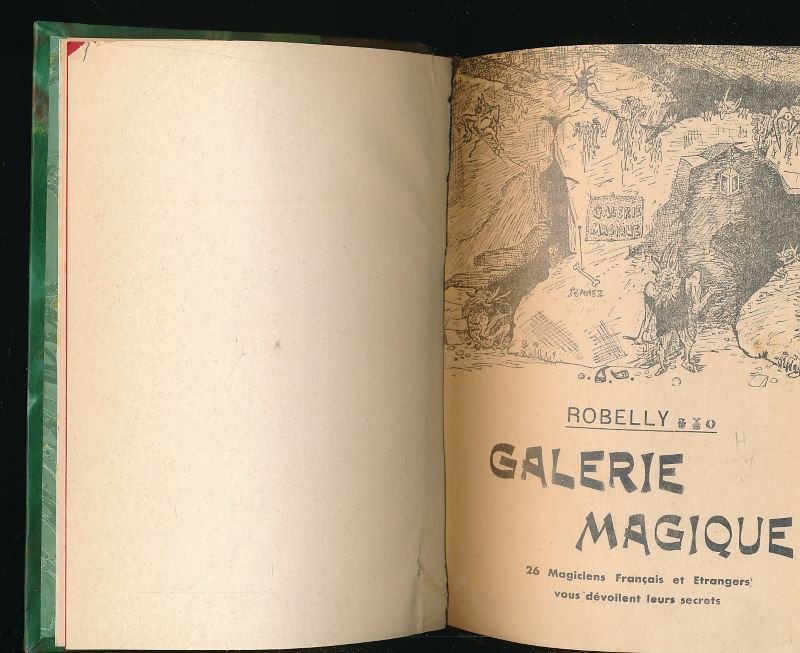 GALERIE
MAGIQUE
ROBELLY
GALERIE
MAGIQUE
26 Magiciens Français et Etrangers
vous dévoilent leurs secrets